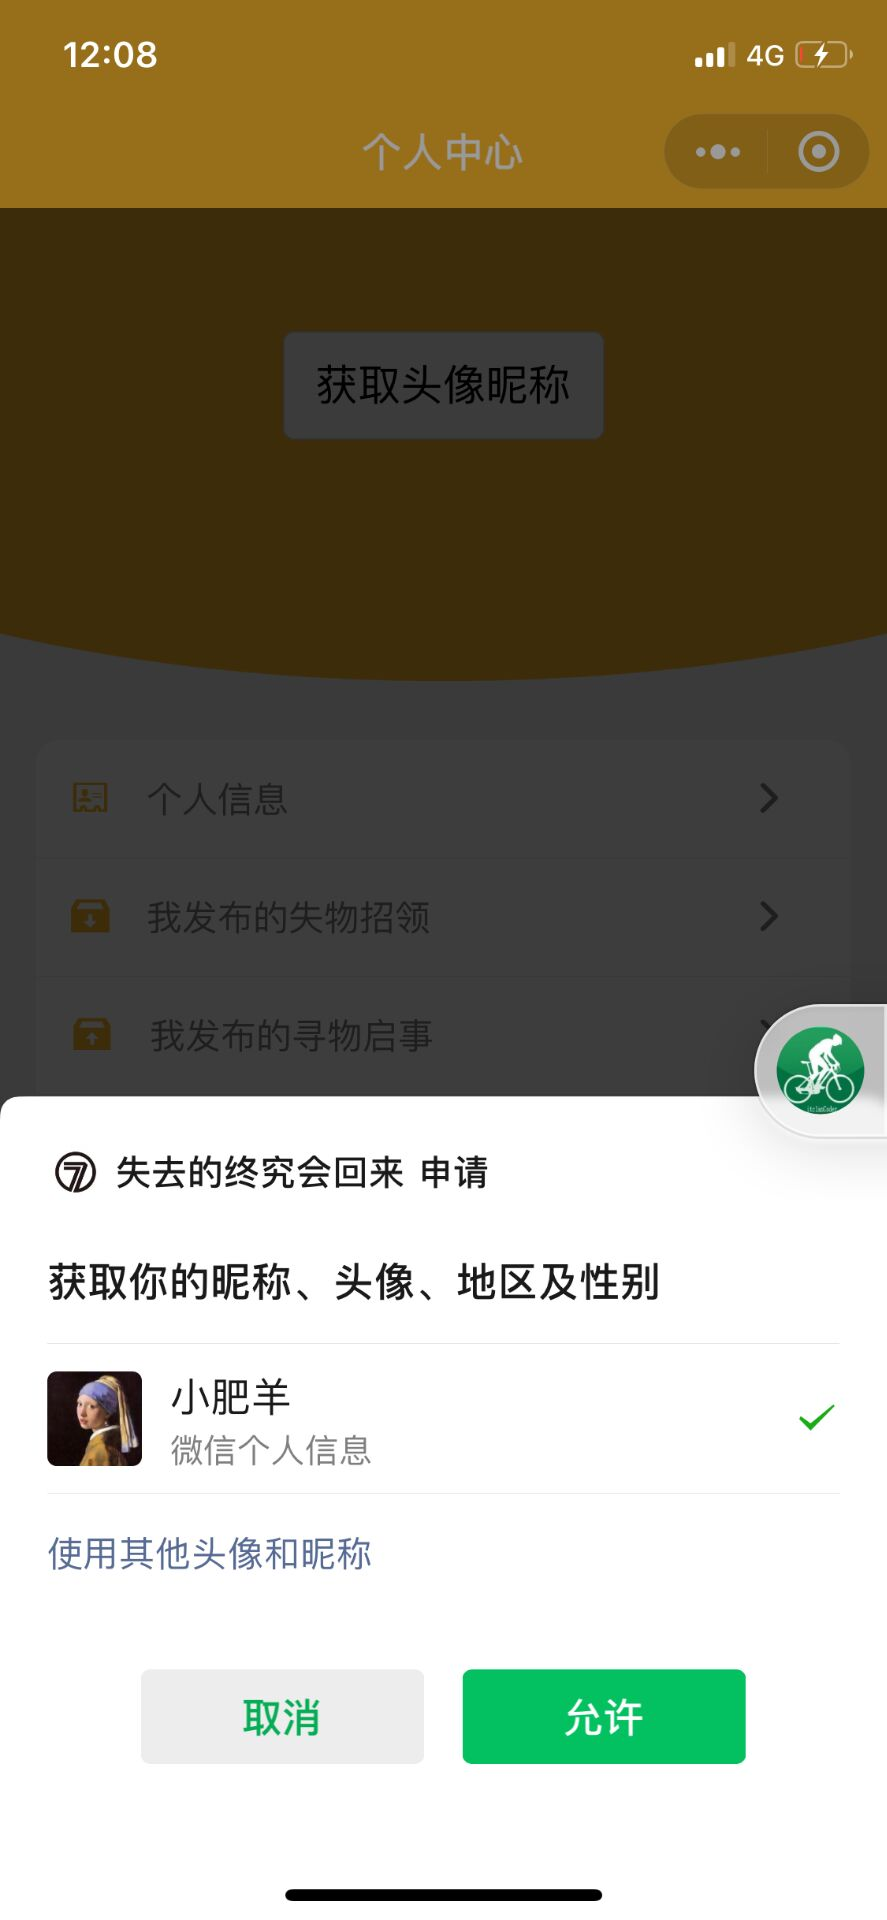 12:08
4G
个人中心
获取头像昵称
个人信息
我发布的失物招领
我发布的寻物启事
失去的终究会回来 申请
获取你的昵称、头像、地区及性别
小肥羊
微信个人信息
使用其他头像和昵称
取消
允许